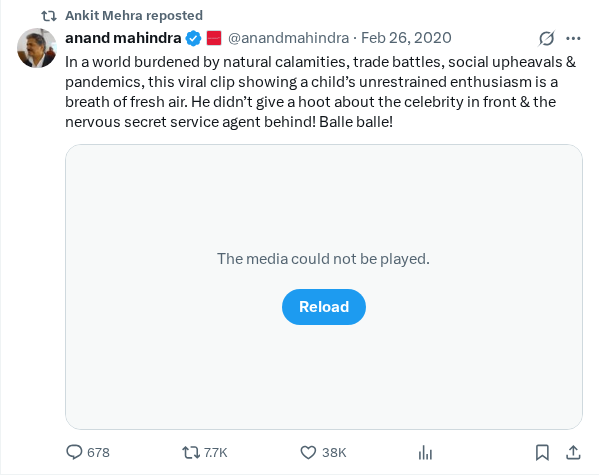 Ankit Mehra reposted
anand mahindra @anandmahindra · Feb 26, 2020
In a world burdened by natural calamities, trade battles, social upheavals &
pandemics, this viral clip showing a child’s unrestrained enthusiasm is a
breath of fresh air. He didn’t give a hoot about the celebrity in front & the
nervous secret service agent behind! Balle balle!
The media could not be played.
Reload
678 7.7K 38K